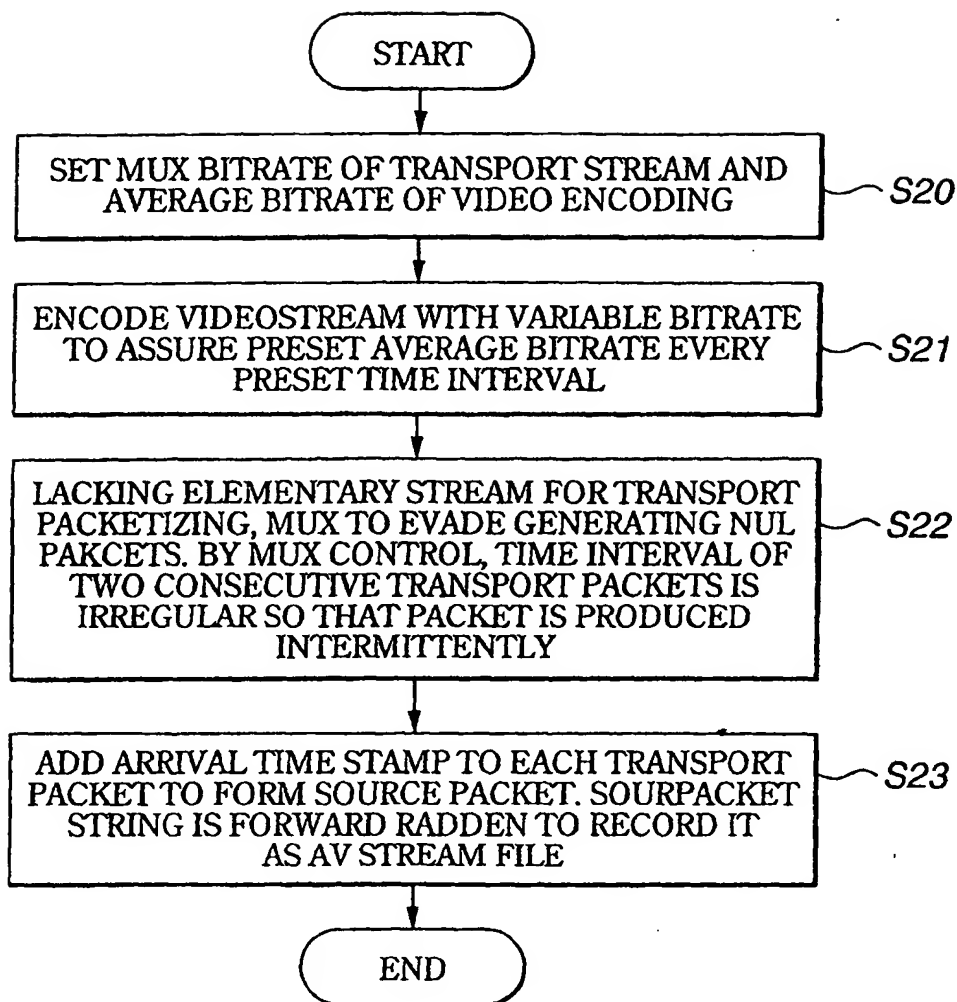 START
SET MUX BITRATE OF TRANSPORT STREAM AND
AVERAGE BITRATE OF VIDEO ENCODING
S20
ENCODE VIDEOSTREAM WITH VARIABLE BITRATE
TO ASSURE PRESET AVERAGE BITRATE EVERY
PRESET TIME INTERVAL
S21
LACKING ELEMENTARY STREAM FOR TRANSPORT
PACKETIZING, MUX TO EVADE GENERATING NUL
PAKCETS. BY MUX CONTROL, TIME INTERVAL OF
TWO CONSECUTIVE TRANSPORT PACKETS IS
IRREGULAR SO THAT PACKET IS PRODUCED
INTERMITTENTLY
S22
ADD ARRIVAL TIME STAMP TO EACH TRANSPORT
PACKET TO FORM SOURCE PACKET. SOURPACKET
STRING IS FORWARD RADDEN TO RECORD IT
AS AV STREAM FILE
S23
END